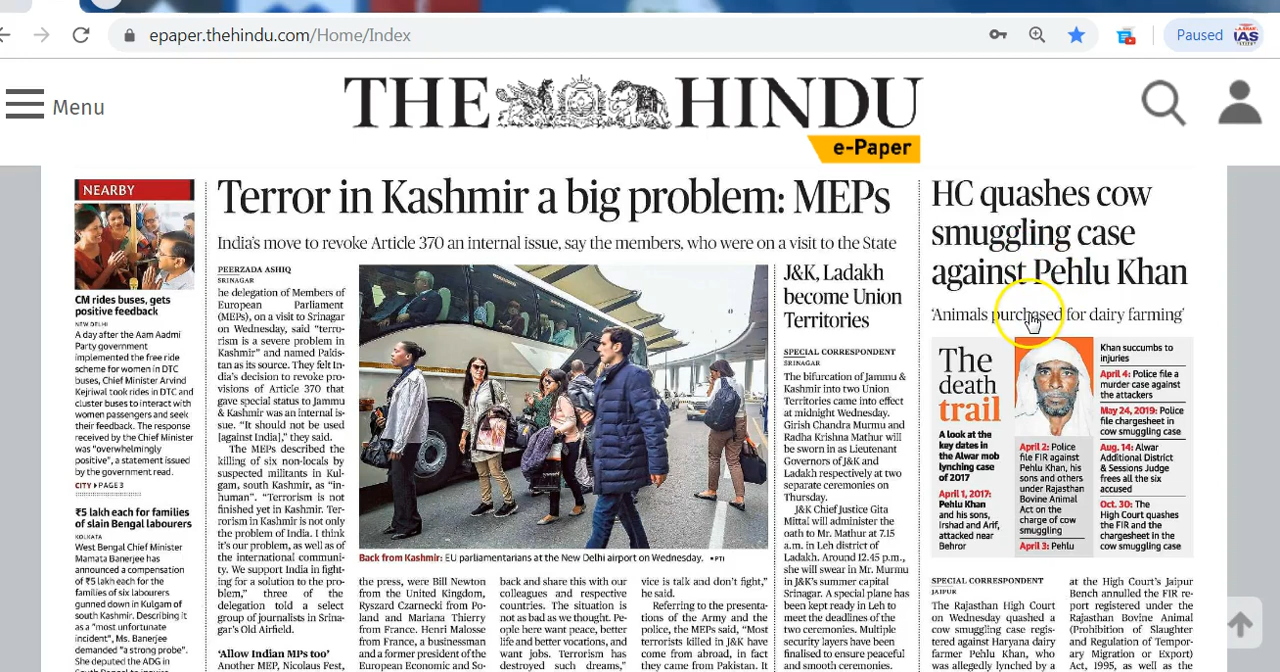 epaper.thehindu.com/Home/Index
Paused
IAS
Menu
THE HINDU
e-Paper
NEARBY
CM rides buses, gets
positive feedback
NEW DELHI
A day after the Aam Aadmi
Party government
implemented the free ride
scheme for women in DTC
buses, Chief Minister Arvind
Kejriwal took rides in DTC and
cluster buses to interact with
women passengers and seek
their feedback. The response
received by the Chief Minister
was "overwhelmingly
positive", a statement issued
by the government read.
CITY PAGE 3
₹5 lakh each for families
of slain Bengal labourers
KOLKATA
West Bengal Chief Minister
Mamata Banerjee has
announced a compensation
of ₹5 lakh each for the
families of six labourers
gunned down in Kulgam of
south Kashmir. Describing it
as a "most unfortunate
incident", Ms. Banerjee
demanded "a strong probe".
She deputed the ADG in
Terror in Kashmir a big problem: MEPs
India's move to revoke Article 370 an internal issue, say the members, who were on a visit to the State
PEERZADA ASHIQ
SRINAGAR
he delegation of Members of
European Parliament
(MEPs), on a visit to Srinagar
on Wednesday, said "terror-
ism is a severe problem in
Kashmir" and named Pakis-
tan as its source. They felt In-
dia's decision to revoke pro-
visions of Article 370 that
gave special status to Jammu
& Kashmir was an internal is-
sue. "It should not be used
[against India]," they said.
The MEPs described the
killing of six non-locals by
suspected militants in Kul-
gam, south Kashmir, as "in-
human". "Terrorism is not
finished yet in Kashmir. Ter-
rorism in Kashmir is not only
the problem of India. I think
it's our problem, as well as of
the international commun-
ity. We support India in fight-
ing for a solution to the pro-
blem," three of the
delegation told a select
group of journalists in Srina-
gar's Old Airfield.
'Allow Indian MPs too'
Another MEP, Nicolaus Fest,
Back from Kashmir: EU parliamentarians at the New Delhi airport on Wednesday. •PTI
the press, were Bill Newton
from the United Kingdom,
Ryszard Czarnecki from Po-
land and Mariana Thierry
from France. Henri Malosse
from France, a businessman
and a former president of the
European Economic and So-
back and share this with our
colleagues and respective
countries. The situation is
not as bad as we thought. Peo-
ple here want peace, better
life and better vocations, and
want jobs. Terrorism has
destroyed such dreams,"
vice is talk and don't fight,"
he said.
Referring to the presenta-
tions of the Army and the
police, the MEPs said, "Most
terrorists killed in J&K have
come from abroad, in fact
they came from Pakistan. It
J&K, Ladakh
become Union
Territories
SPECIAL CORRESPONDENT
SRINAGAR
The bifurcation of Jammu &
Kashmir into two Union
Territories came into effect
at midnight Wednesday.
Girish Chandra Murmu and
Radha Krishna Mathur will
be sworn in as Lieutenant
Governors of J&K and
Ladakh respectively at two
separate ceremonies on
Thursday.
J&K Chief Justice Gita
Mittal will administer the
oath to Mr. Mathur at 7.15
a.m. in Leh district of
Ladakh. Around 12.45 p.m.,
she will swear in Mr. Murmu
in J&K's summer capital
Srinagar. A special plane has
been kept ready in Leh to
meet the deadlines of the
two ceremonies. Multiple
security layers have been
finalised to ensure peaceful
and smooth ceremonies.
HC quashes cow
smuggling case
against Pehlu Khan
'Animals purchased for dairy farming'
The
death
trail
A look at the
key dates in
the Alwar mob
lynching case
of 2017
April 1, 2017:
Pehlu Khan
and his sons,
Irshad and Arif,
attacked near
Behror
April 2: Police
file FIR against
Pehlu Khan, his
sons and others
under Rajasthan
Bovine Animal
Act on the
charge of cow
smuggling
April 3: Pehlu
Khan succumbs to
injuries
April 4: Police file a
murder case against
the attackers
May 24, 2019: Police
file chargesheet in
cow smuggling case
Aug. 14: Alwar
Additional District
& Sessions Judge
frees all the six
accused
Oct. 30: The
High Court quashes
the FIR and the
chargesheet in the
cow smuggling case
SPECIAL CORRESPONDENT
JAIPUR
The Rajasthan High Court
on Wednesday quashed a
cow smuggling case regis-
tered against Haryana dairy
farmer Pehlu Khan, who
was allegedly lynched by a
at the High Court's Jaipur
Bench annulled the FIR re-
port registered under the
Rajasthan Bovine Animal
(Prohibition of Slaughter
and Regulation of Tempor-
ary Migration or Export)
Act, 1995, as well as the